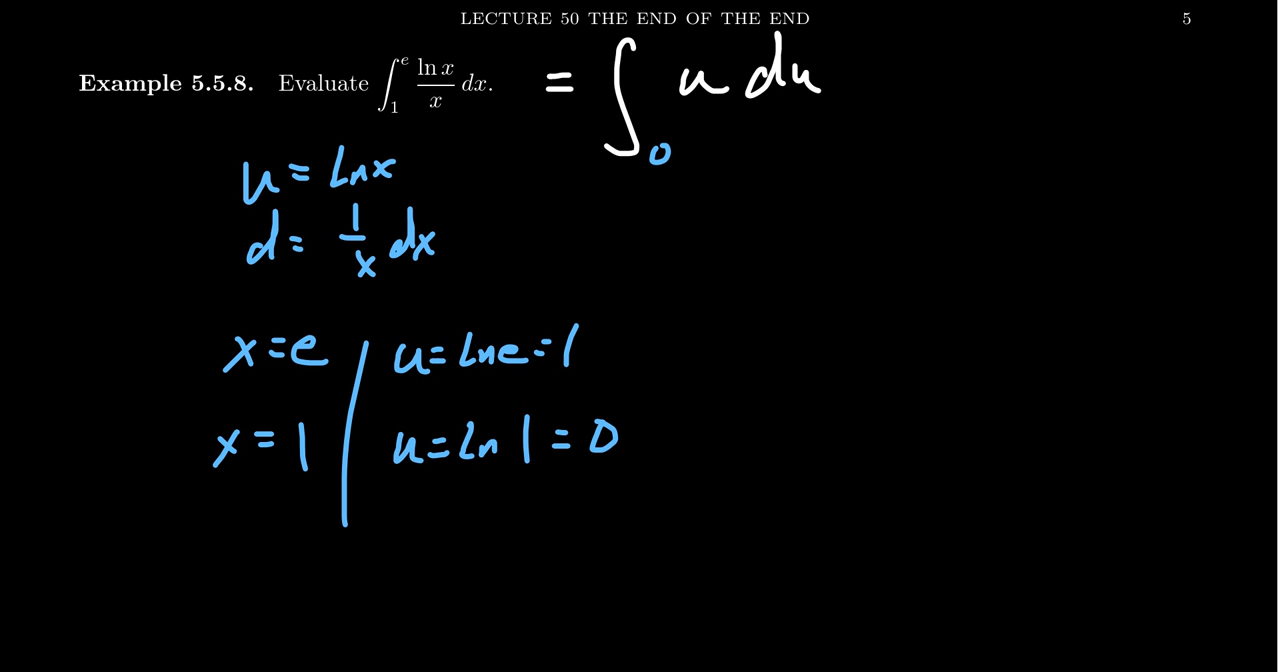 LECTURE 50 THE END OF THE END 5
Example 5.5.8. Evaluate ∫₁ᵉ ln x / x dx. = ∫₀ u du
u = ln x
d = 1/x dx
x = e | u = ln e = 1
x = 1 | u = ln 1 = 0